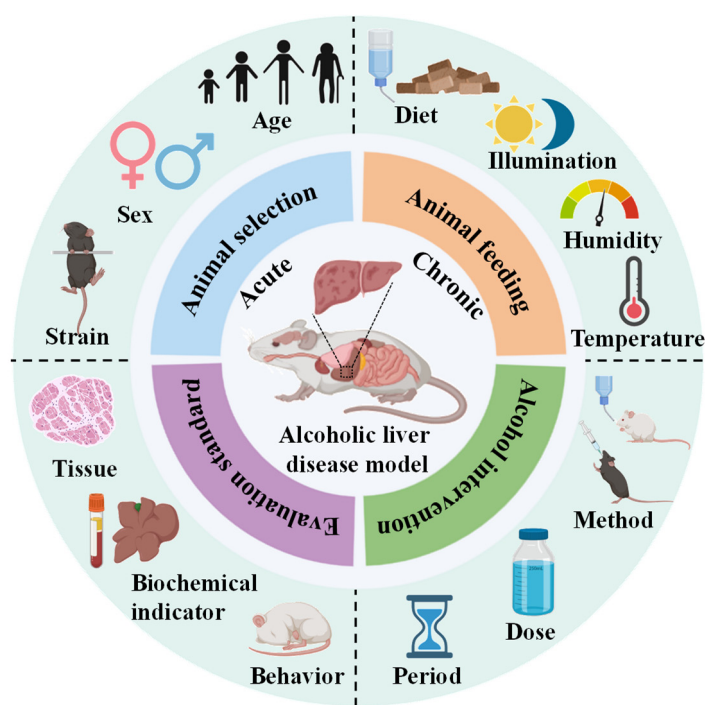 Age
Sex
Strain
Diet
Illumination
Humidity
Temperature
Animal selection
Animal feeding
Acute
Chronic
Alcoholic liver
disease model
Evaluation standard
Alcohol intervention
Tissue
Biochemical
indicator
Behavior
Method
Dose
Period